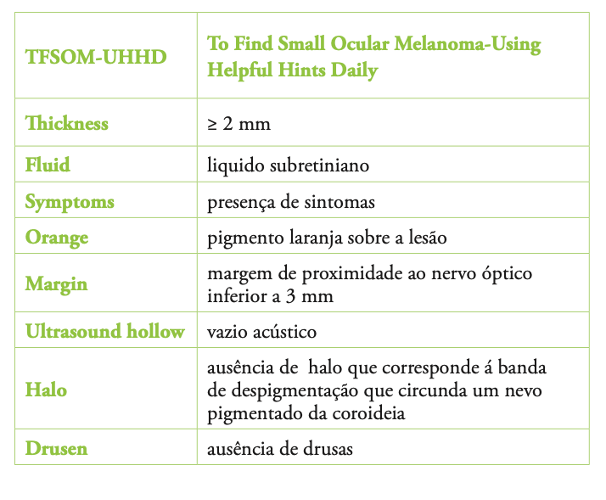 TFSOM-UHHD
To Find Small Ocular Melanoma-Using
Helpful Hints Daily
Thickness
≥ 2 mm
Fluid
liquido subretiniano
Symptoms
presença de sintomas
Orange
pigmento laranja sobre a lesão
Margin
margem de proximidade ao nervo óptico
inferior a 3 mm
Ultrasound hollow
vazio acústico
Halo
ausência de halo que corresponde á banda
de despigmentação que circunda um nevo
pigmentado da coroideia
Drusen
ausência de drusas